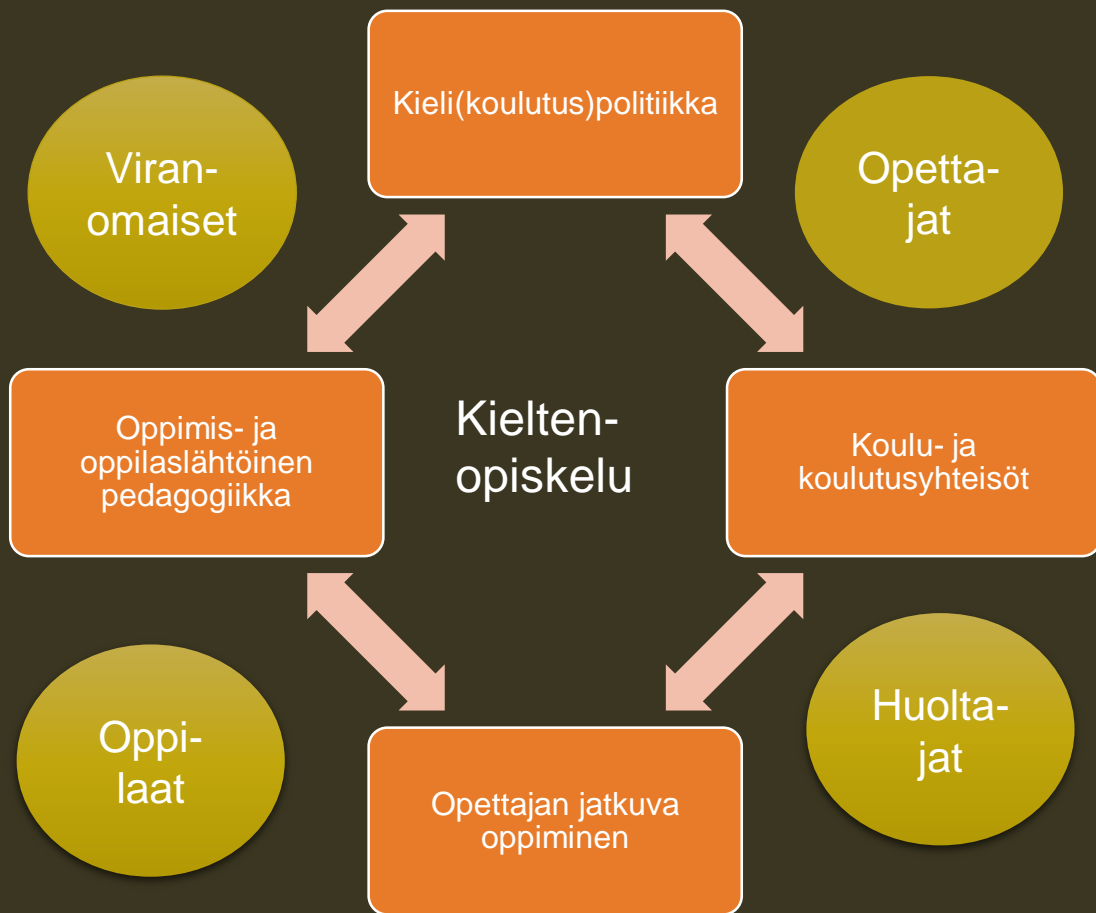 Kieli(koulutus)politiikka
Viran-
omaiset
Opetta-
jat
Oppimis- ja
oppilaslähtöinen
pedagogiikka
Kielten-
opiskelu
Koulu- ja
koulutusyhteisöt
Oppi-
laat
Huolta-
jat
Opettajan jatkuva
oppiminen